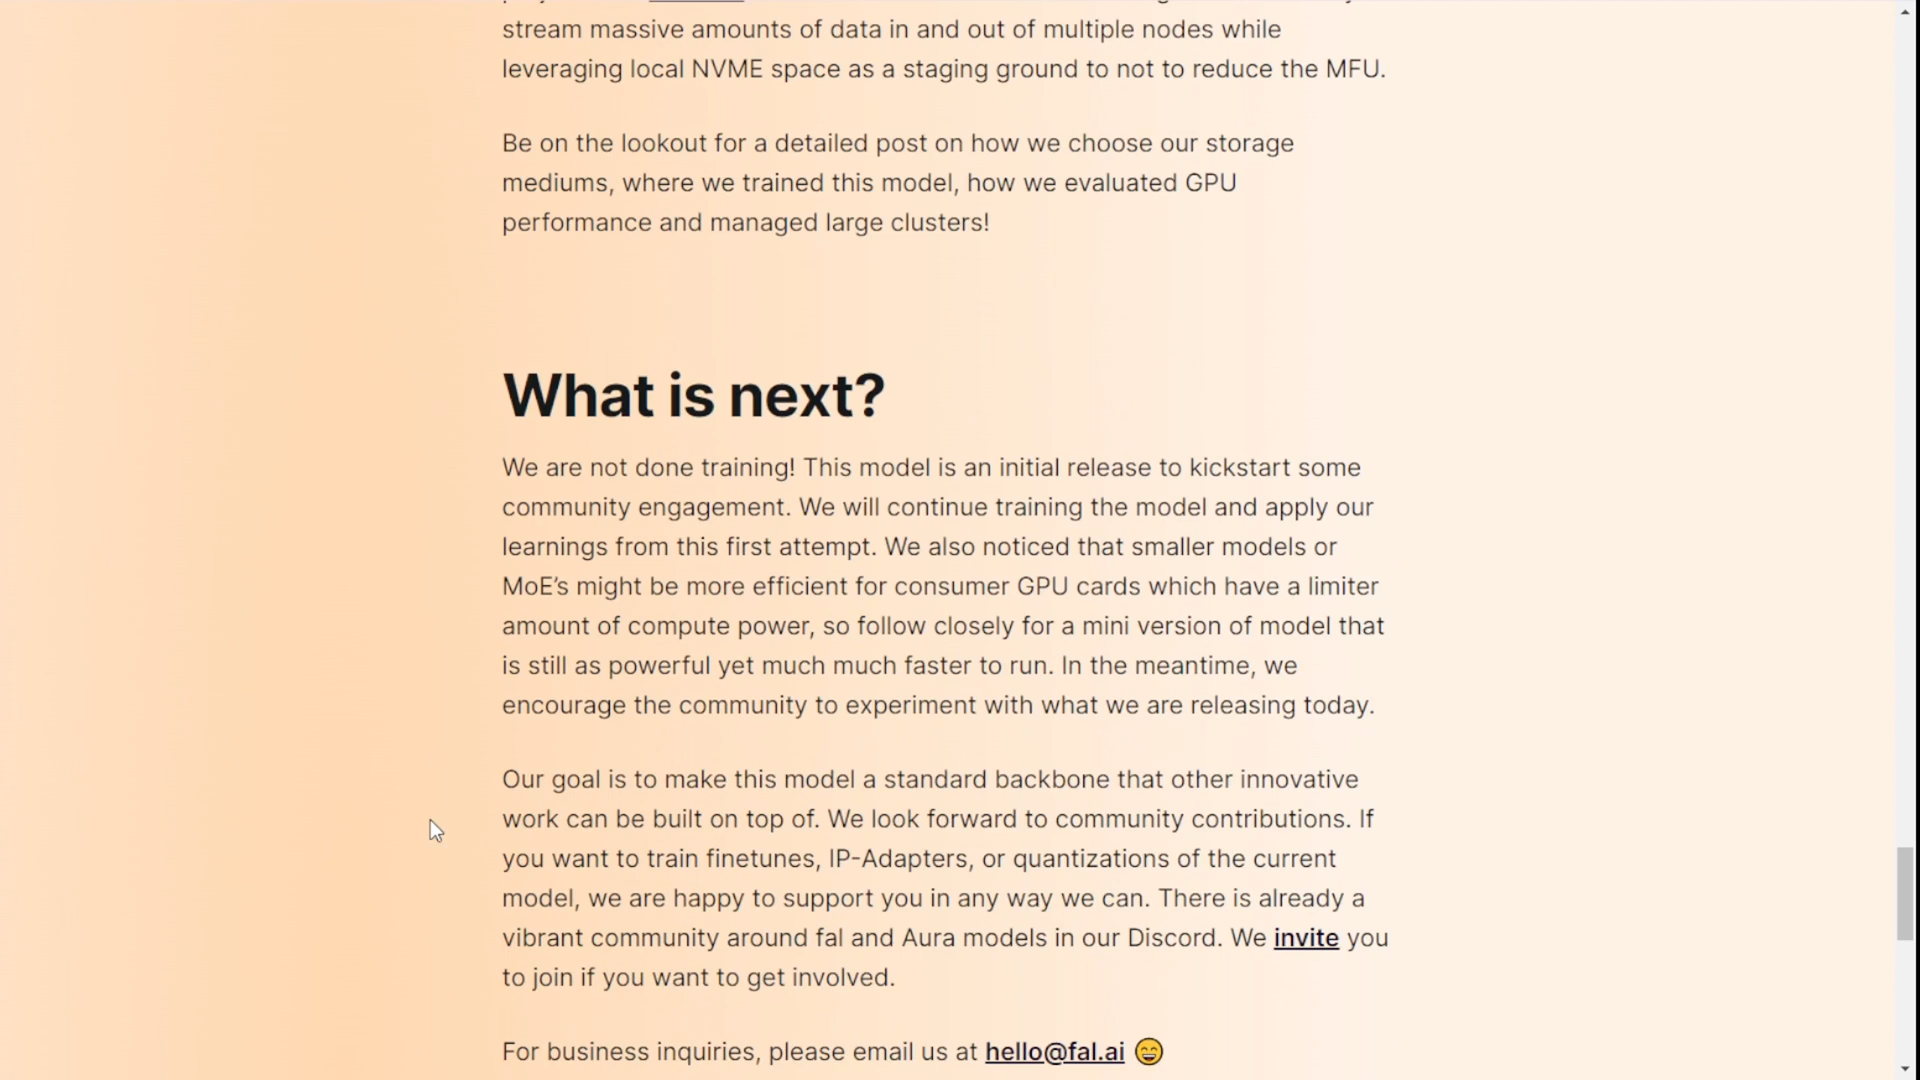 stream massive amounts of data in and out of multiple nodes while
leveraging local NVME space as a staging ground to not to reduce the MFU.
Be on the lookout for a detailed post on how we choose our storage
mediums, where we trained this model, how we evaluated GPU
performance and managed large clusters!
What is next?
We are not done training! This model is an initial release to kickstart some
community engagement. We will continue training the model and apply our
learnings from this first attempt. We also noticed that smaller models or
MoE’s might be more efficient for consumer GPU cards which have a limiter
amount of compute power, so follow closely for a mini version of model that
is still as powerful yet much much faster to run. In the meantime, we
encourage the community to experiment with what we are releasing today.
Our goal is to make this model a standard backbone that other innovative
work can be built on top of. We look forward to community contributions. If
you want to train finetunes, IP-Adapters, or quantizations of the current
model, we are happy to support you in any way we can. There is already a
vibrant community around fal and Aura models in our Discord. We invite you
to join if you want to get involved.
For business inquiries, please email us at hello@fal.ai 😄